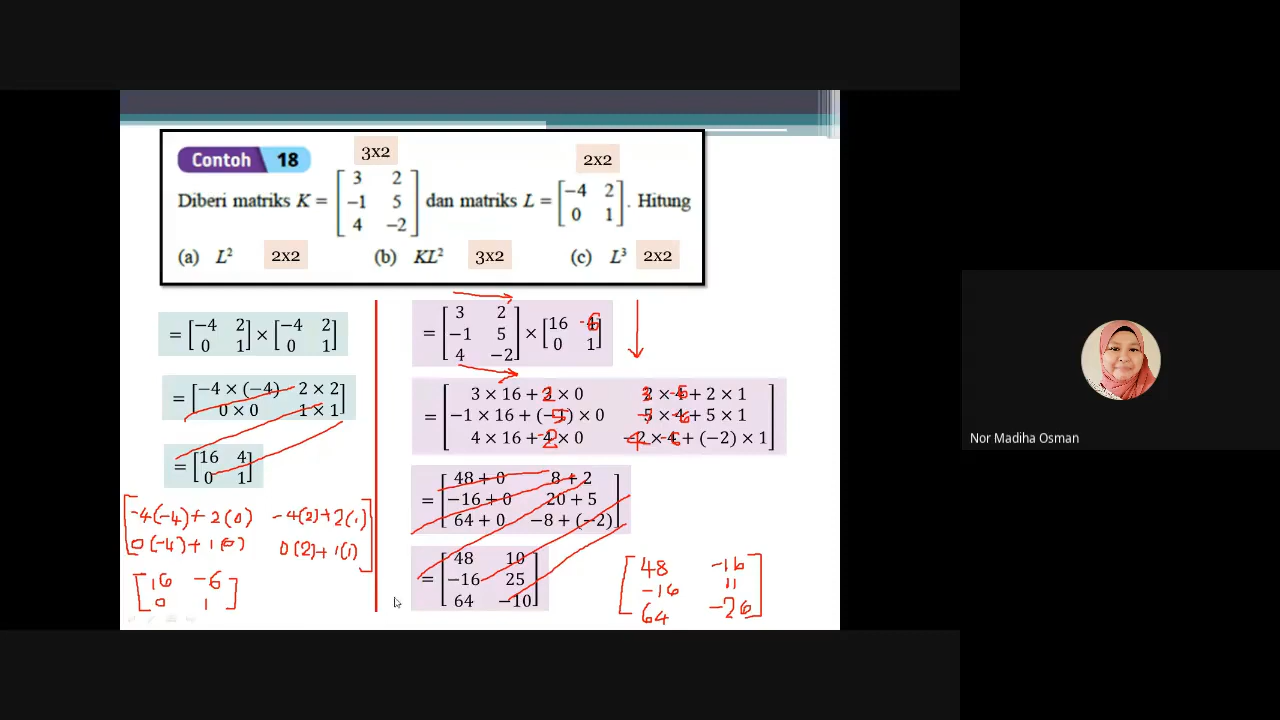 Contoh 18
3x2
2x2
Diberi matriks K = [3 2; −1 5; 4 −2] dan matriks L = [−4 2; 0 1]. Hitung
(a) L² 2x2 (b) KL² 3x2 (c) L³ 2x2
= [−4 2; 0 1] × [−4 2; 0 1]
= [−4 × (−4) 2 × 2; 0 × 0 1 × 1]
= [16 4; 0 1]
[-4(-4)+2(0) -4(2)+2(1)
0(-4)+1(0) 0(2)+1(1)]
[16 -6
0 1]
= [3 2; −1 5; 4 −2] × [16 -6; 0 1]
= [3 × 16 + 2 × 0 3 × -6 + 2 × 1
−1 × 16 + 5 × 0 -1 × -6 + 5 × 1
4 × 16 + -2 × 0 4 × -6 + (−2) × 1]
= [48 + 0 8 + 2
−16 + 0 20 + 5
64 + 0 −8 + (−2)]
= [48 10
−16 25
64 −10]
[48 -16
-16 11
64 -26]
Nor Madiha Osman